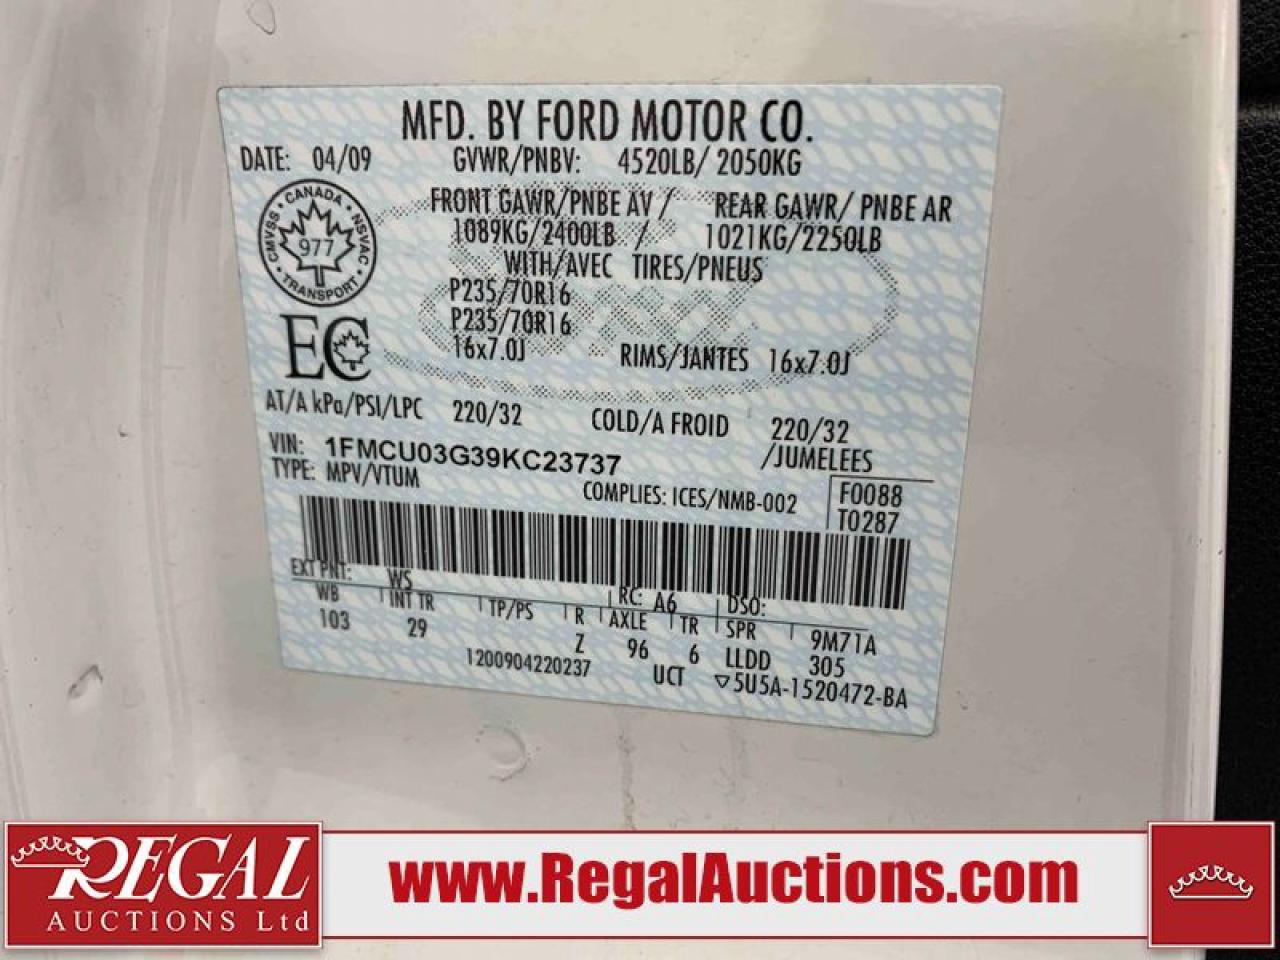 MFD. BY FORD MOTOR CO.
DATE: 04/09 GVWR/PNBV: 4520LB/ 2050KG
FRONT GAWR/PNBE AV / REAR GAWR/ PNBE AR
1089KG/2400LB / 1021KG/2250LB
WITH/AVEC TIRES/PNEUS
P235/70R16
P235/70R16
16x7.0J RIMS/JANTES 16x7.0J
CANADA
CMVSS · NSVAC
977
TRANSPORT
EC
AT/A kPa/PSI/LPC 220/32 COLD/A FROID 220/32
VIN: 1FMCU03G39KC23737 /JUMELEES
TYPE: MPV/VTUM COMPLIES: ICES/NMB-002 F0088
T0287
EXT PNT: WS RC: A6 DSO:
WB INT TR TP/PS R AXLE TR SPR 9M71A
103 29 Z 96 6 LLDD 305
1200904220237 UCT ▽5U5A-1520472-BA
REGAL
AUCTIONS Ltd
www.RegalAuctions.com